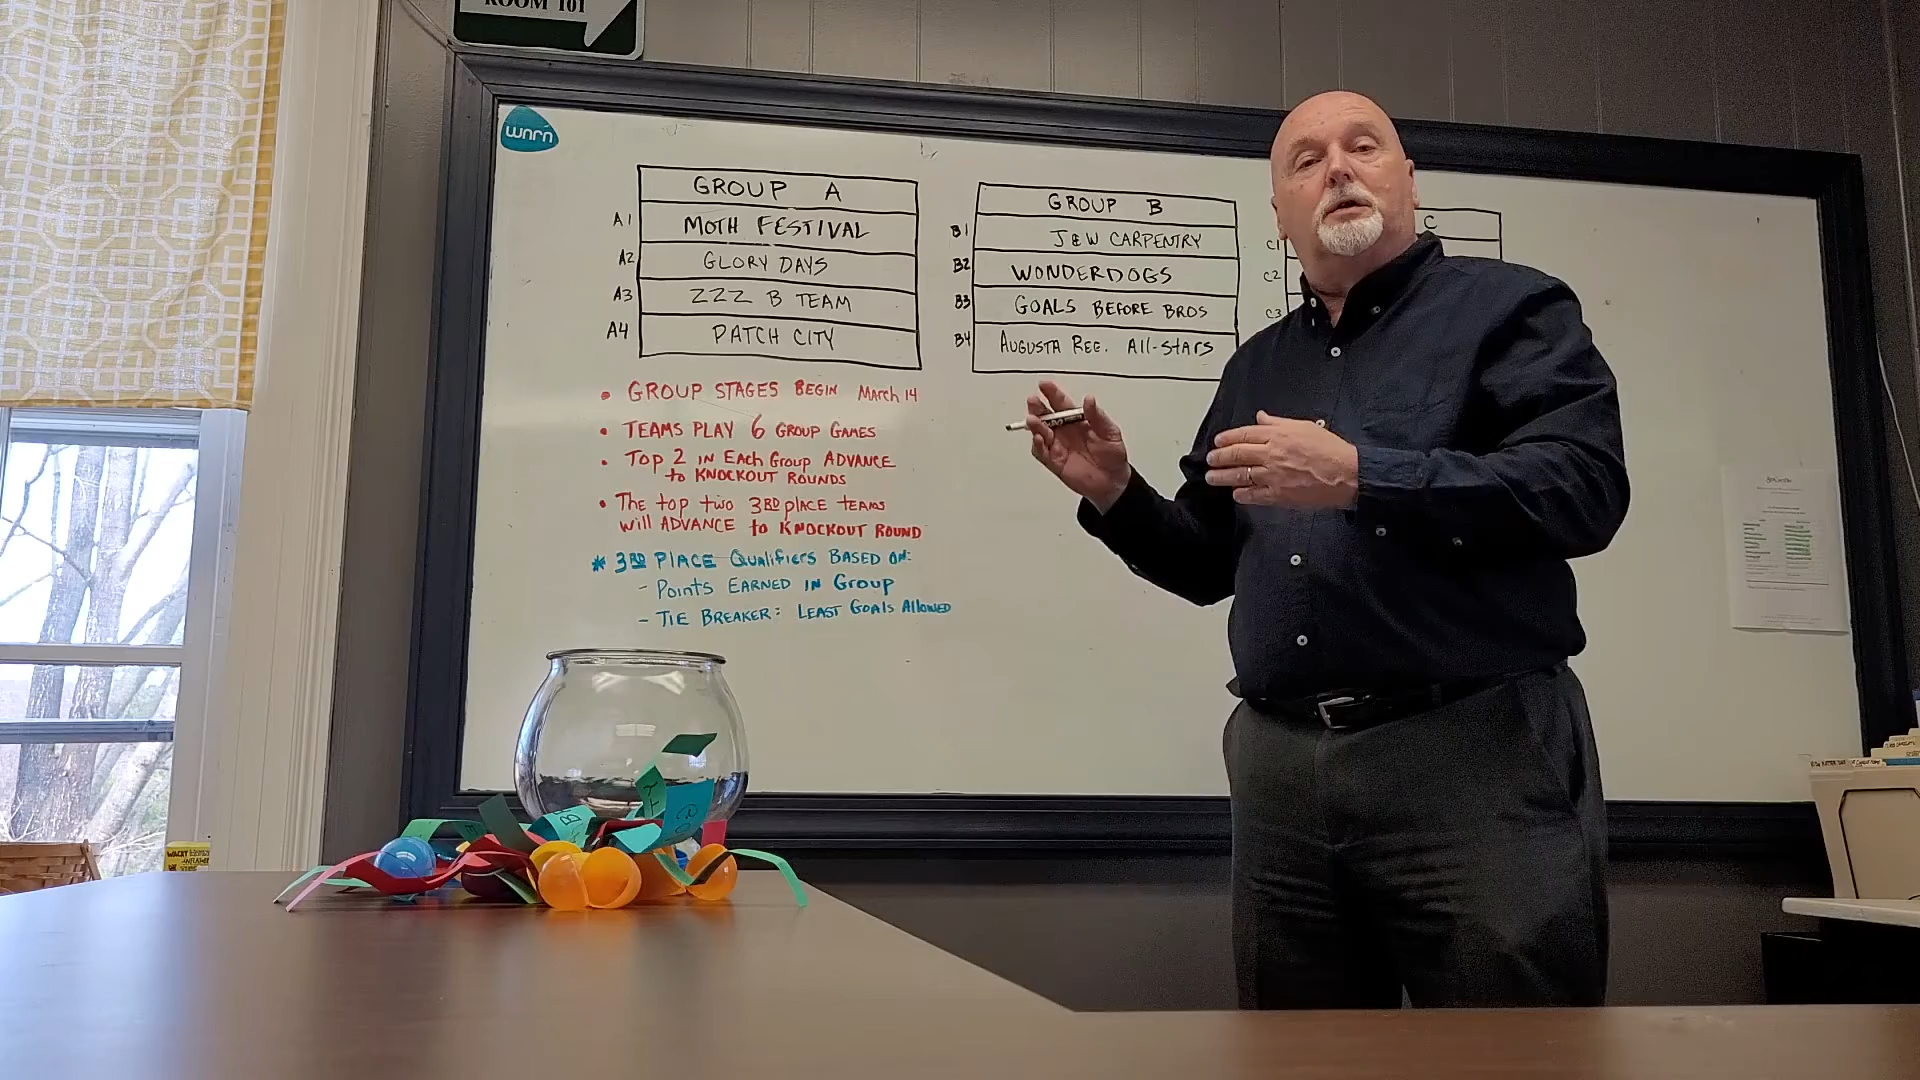 ROOM 101
wnrn
GROUP A
A1 MOTH FESTIVAL
A2 GLORY DAYS
A3 ZZZ B TEAM
A4 PATCH CITY
GROUP B
B1 J&W CARPENTRY
B2 WONDERDOGS
B3 GOALS BEFORE BROS
B4 AUGUSTA REC. All-StARS
C
C1
C2
C3
• GROUP STAGES BEGIN March 14
• TEAMS PLAY 6 GROUP GAMES
• Top 2 IN EAch Group ADVANCE
to KNOCKOUT ROUNDS
• The top two 3RD place teams
will ADVANCE to KNOCKOUT ROUND
* 3RD PlACE QualifiERS BASED ON:
- Points EARNED IN Group
- TIE BREAKER: LEAST GOALS Allowed
WACKY